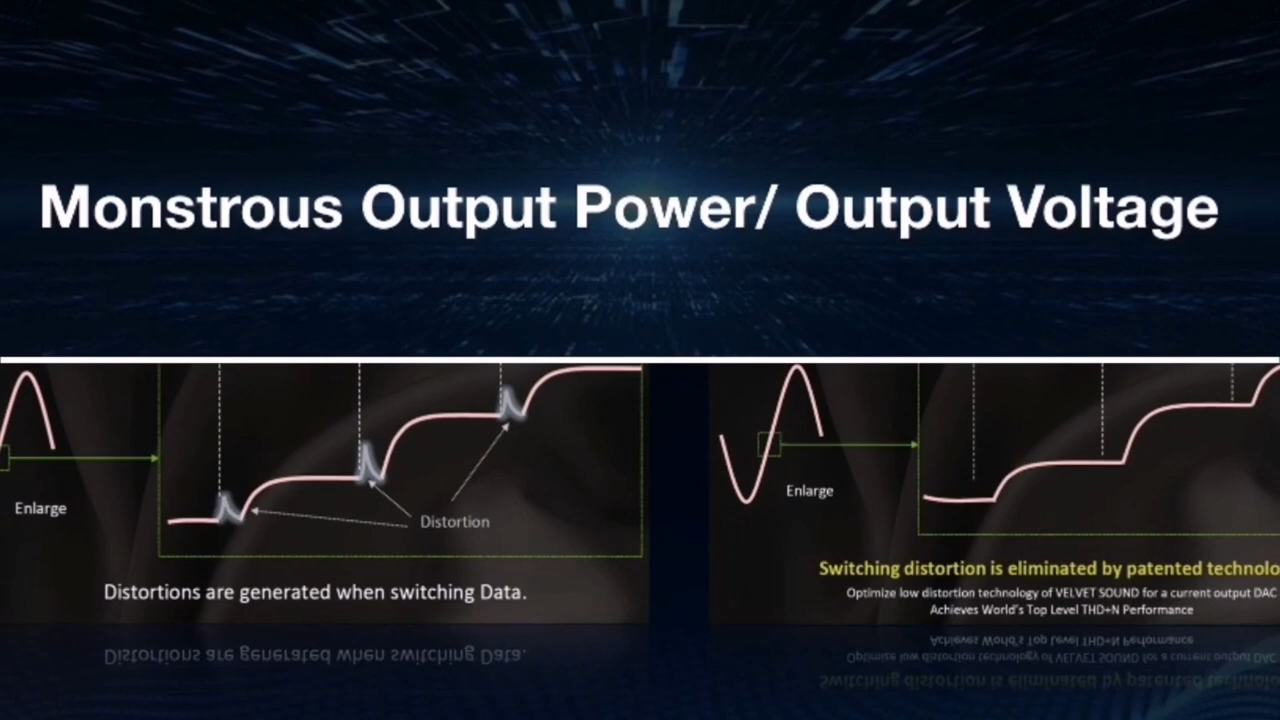 Monstrous Output Power/ Output Voltage
Enlarge
Distortion
Distortions are generated when switching Data.
Enlarge
Switching distortion is eliminated by patented
Optimize low distortion technology of VELVET SOUND for a current output DAC
Achieves World's Top Level THD+N Performance